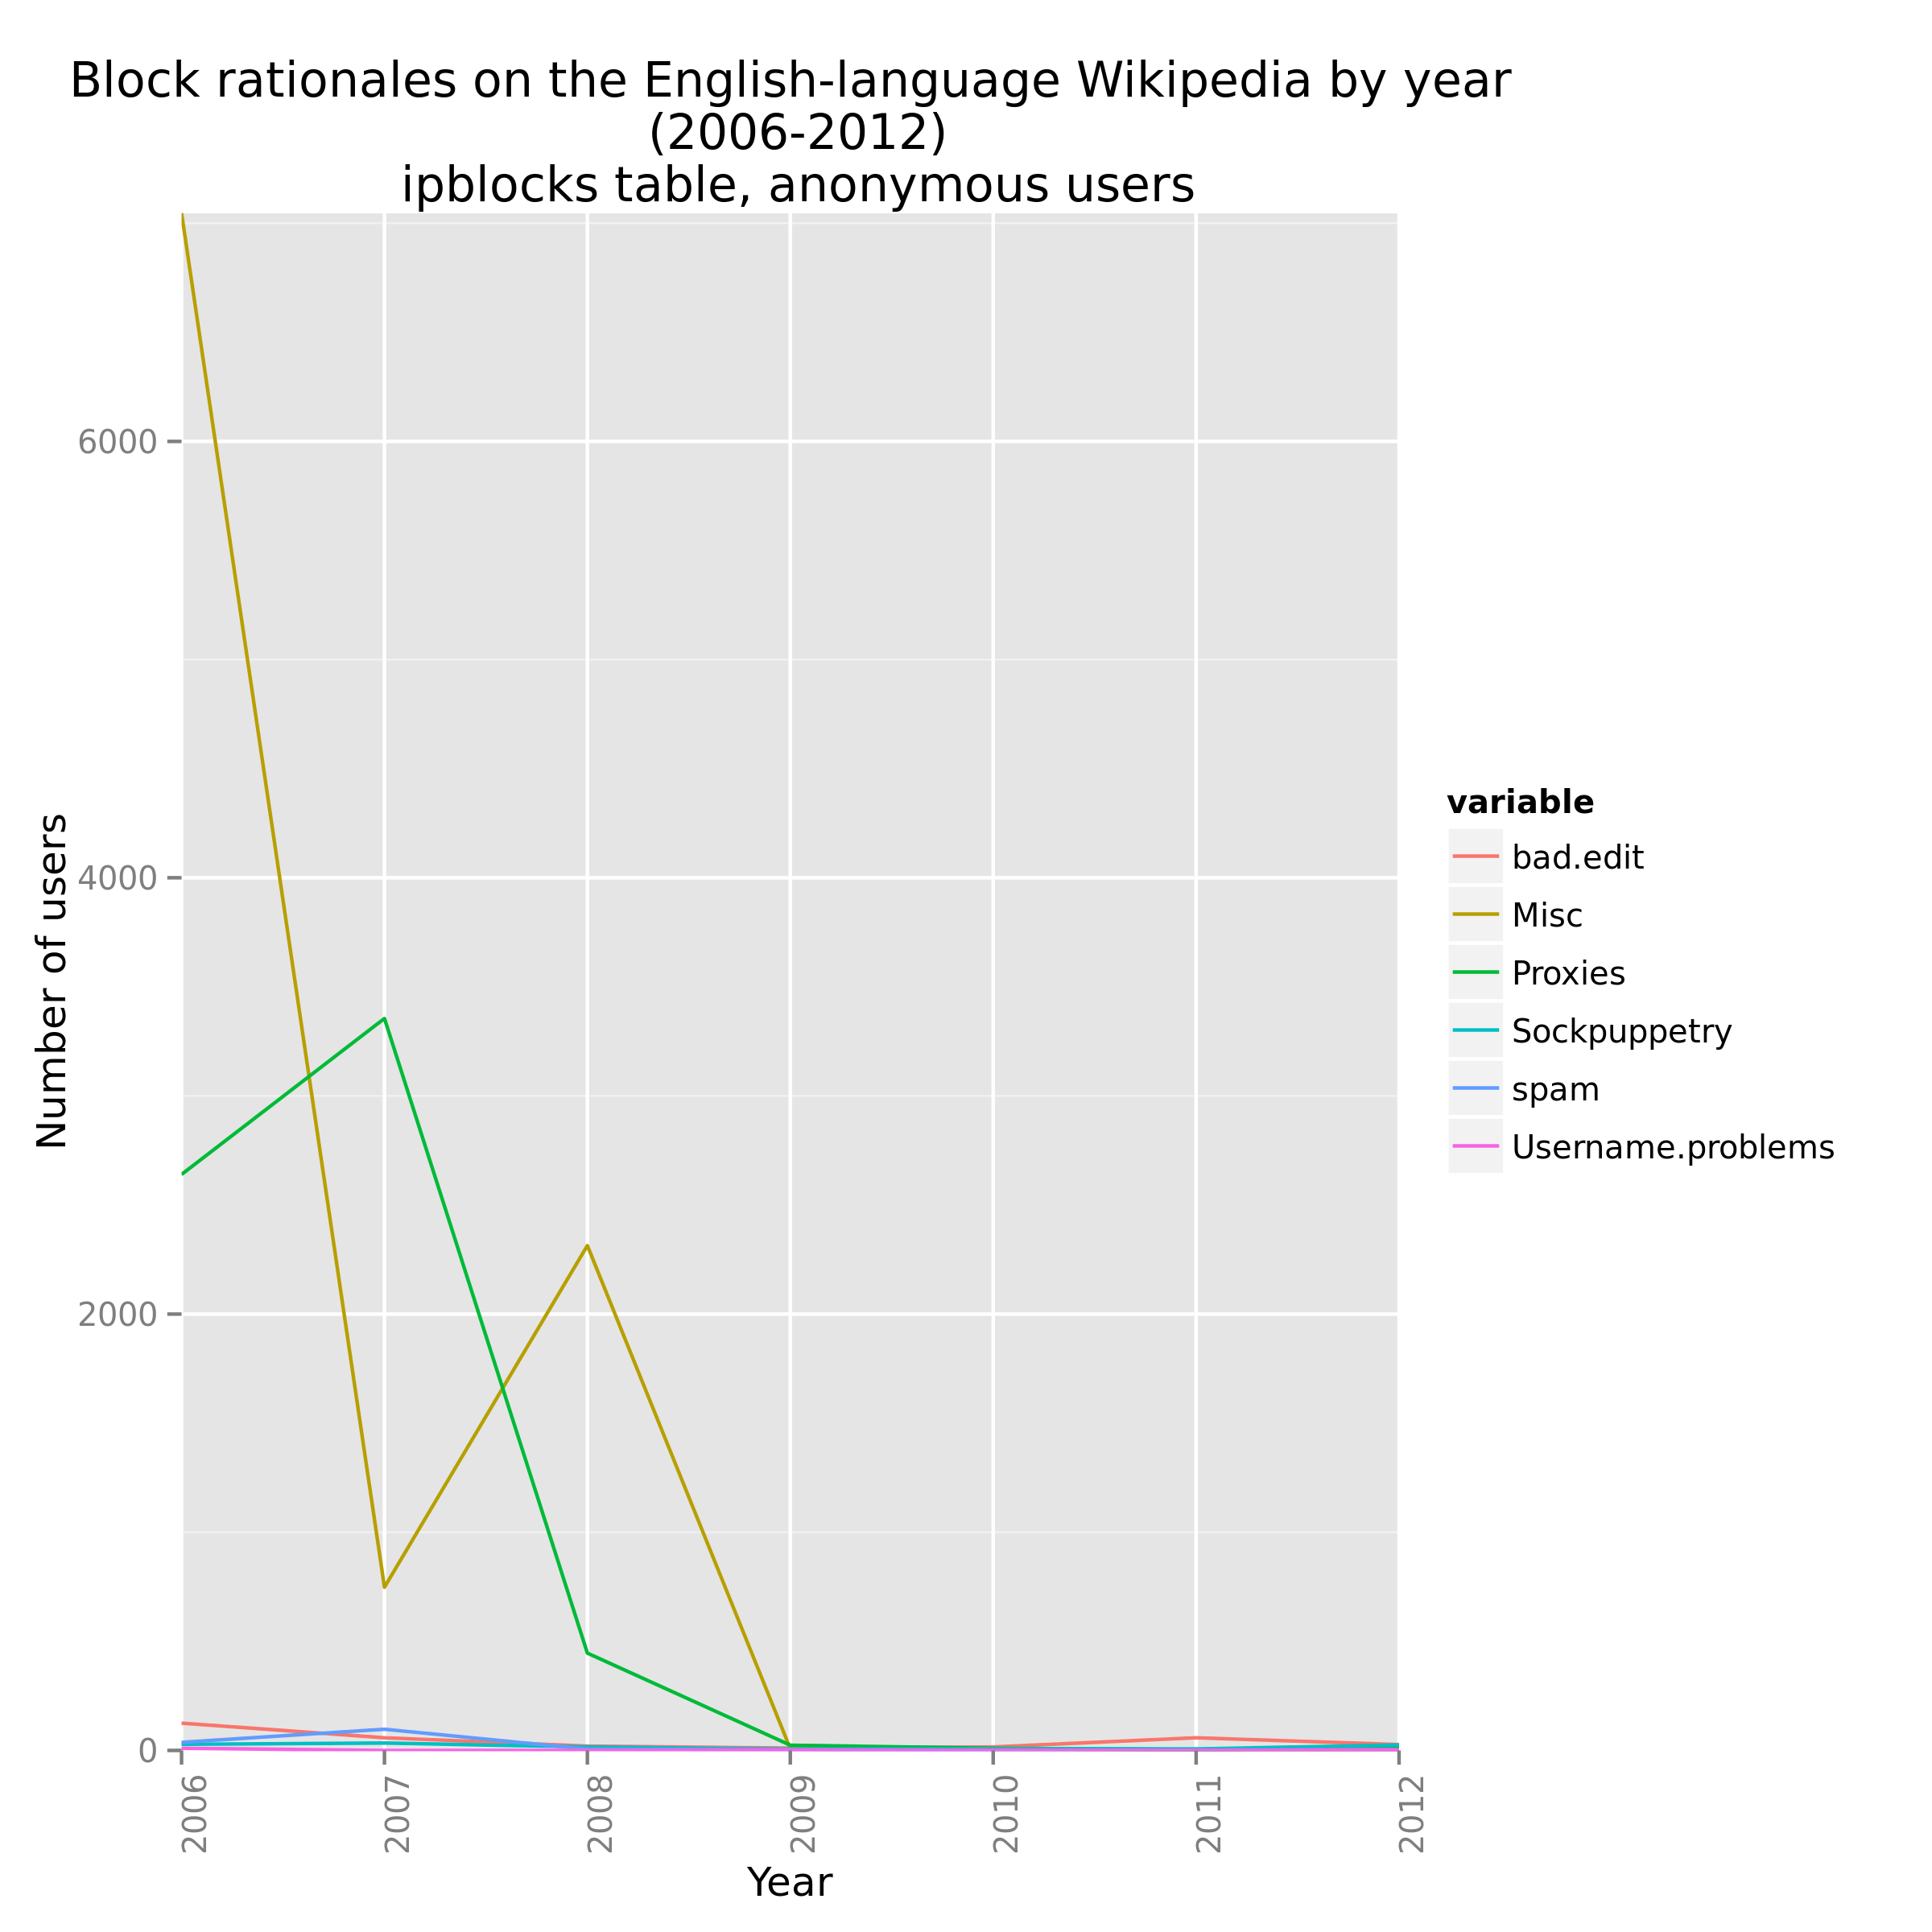 Block rationales on the English-language Wikipedia by year
(2006-2012)
ipblocks table, anonymous users
Number of users
6000
4000
2000
0
2006
2007
2008
2009
2010
2011
2012
Year
variable
bad.edit
Misc
Proxies
Sockpuppetry
spam
Username.problems